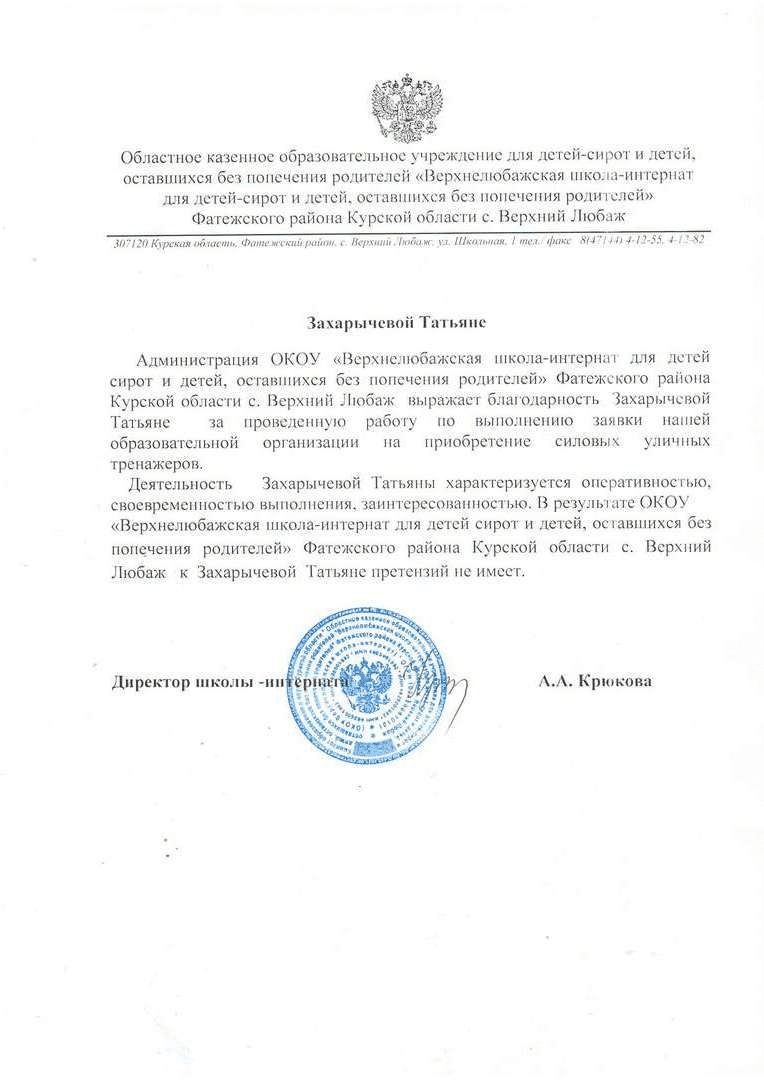 Областное казенное образовательное учреждение для детей-сирот и детей,
оставшихся без попечения родителей «Верхнелюбажская школа-интернат
для детей-сирот и детей, оставшихся без попечения родителей»
Фатежского района Курской области с. Верхний Любаж
307120 Курская область, Фатежский район, с. Верхний Любаж, ул. Школьная, 1 тел./ факс 8(47144) 4-12-55, 4-12-82
Захарычевой Татьяне
Администрация ОКОУ «Верхнелюбажская школа-интернат для детей
сирот и детей, оставшихся без попечения родителей» Фатежского района
Курской области с. Верхний Любаж выражает благодарность Захарычевой
Татьяне за проведенную работу по выполнению заявки нашей
образовательной организации на приобретение силовых уличных
тренажеров.
Деятельность Захарычевой Татьяны характеризуется оперативностью,
своевременностью выполнения, заинтересованностью. В результате ОКОУ
«Верхнелюбажская школа-интернат для детей сирот и детей, оставшихся без
попечения родителей» Фатежского района Курской области с. Верхний
Любаж к Захарычевой Татьяне претензий не имеет.
Директор школы -интерната А.А. Крюкова